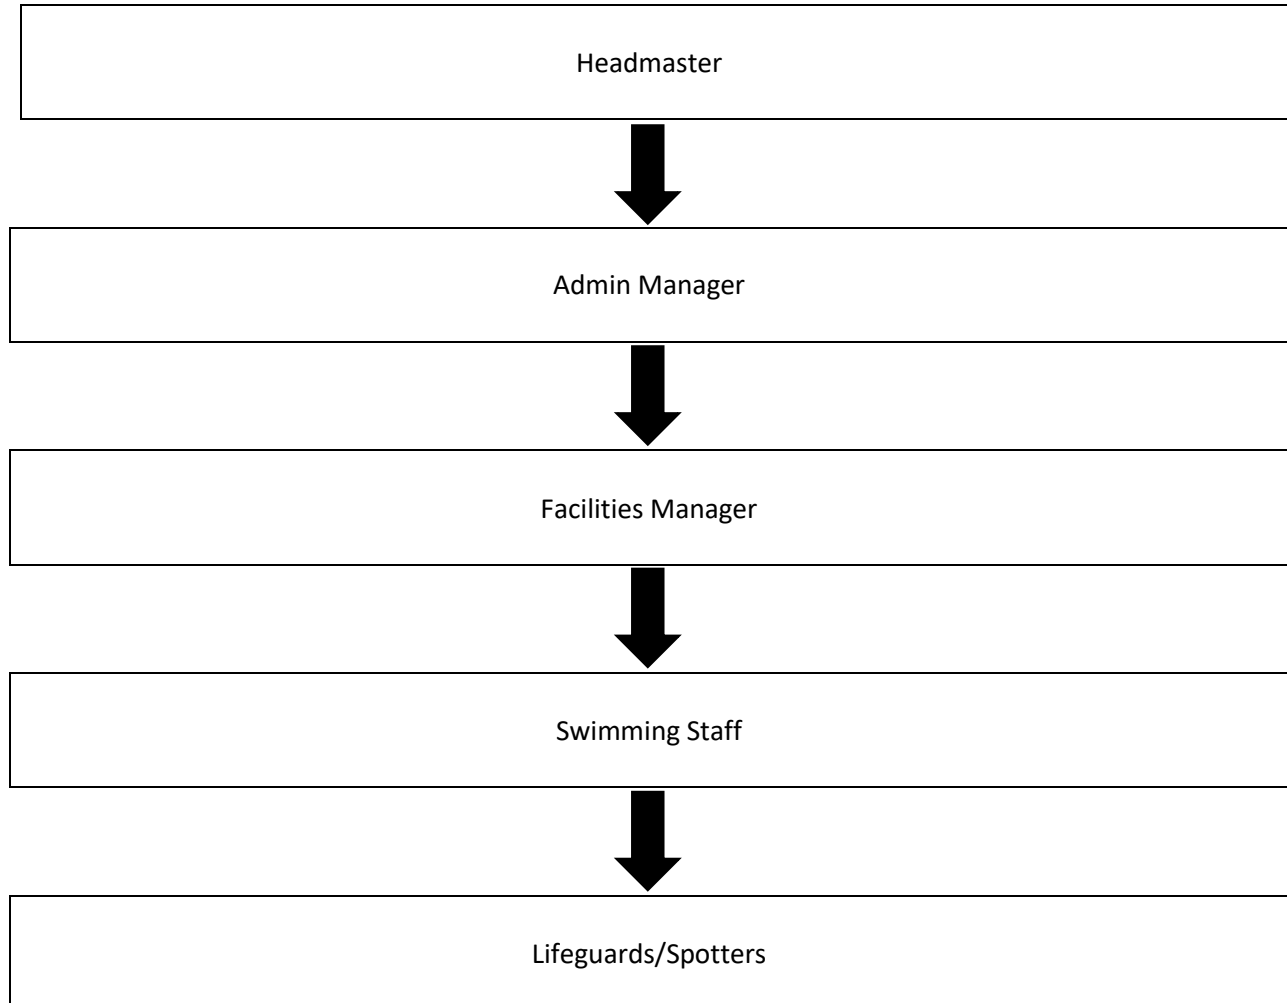 Headmaster
Admin Manager
Facilities Manager
Swimming Staff
Lifeguards/Spotters